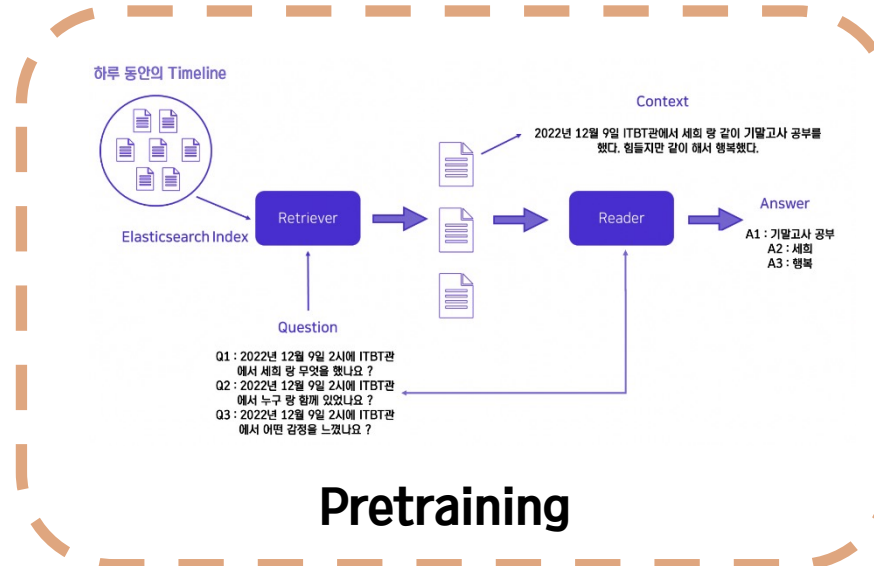 하루 동안의 Timeline
Context
2022년 12월 9일 ITBT관에서 세희 랑 같이 기말고사 공부를
했다. 힘들지만 같이 해서 행복했다.
Retriever
Reader
Answer
A1 : 기말고사 공부
A2 : 세희
A3 : 행복
Elasticsearch Index
Question
Q1 : 2022년 12월 9일 2시에 ITBT관
에서 세희 랑 무엇을 했나요 ?
Q2 : 2022년 12월 9일 2시에 ITBT관
에서 누구 랑 함께 있었나요 ?
Q3 : 2022년 12월 9일 2시에 ITBT관
에서 어떤 감정을 느꼈나요 ?
Pretraining